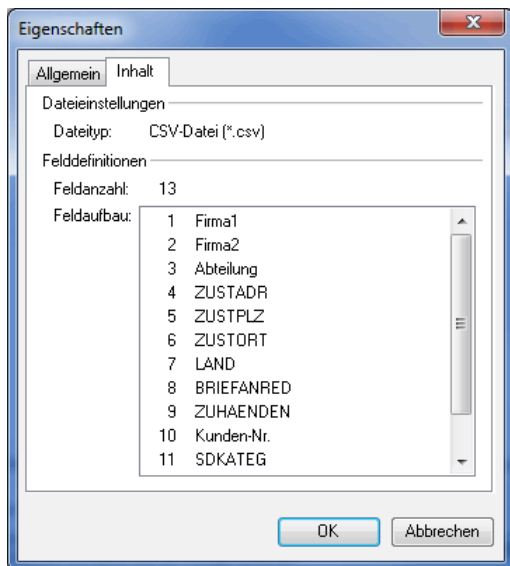 Eigenschaften
Allgemein Inhalt
Dateieinstellungen
Dateityp: CSV-Datei (*.csv)
Felddefinitionen
Feldanzahl: 13
Feldaufbau:
1 Firma1
2 Firma2
3 Abteilung
4 ZUSTADR
5 ZUSTPLZ
6 ZUSTORT
7 LAND
8 BRIEFANRED
9 ZUHAENDEN
10 Kunden-Nr.
11 SDKATEG
OK Abbrechen